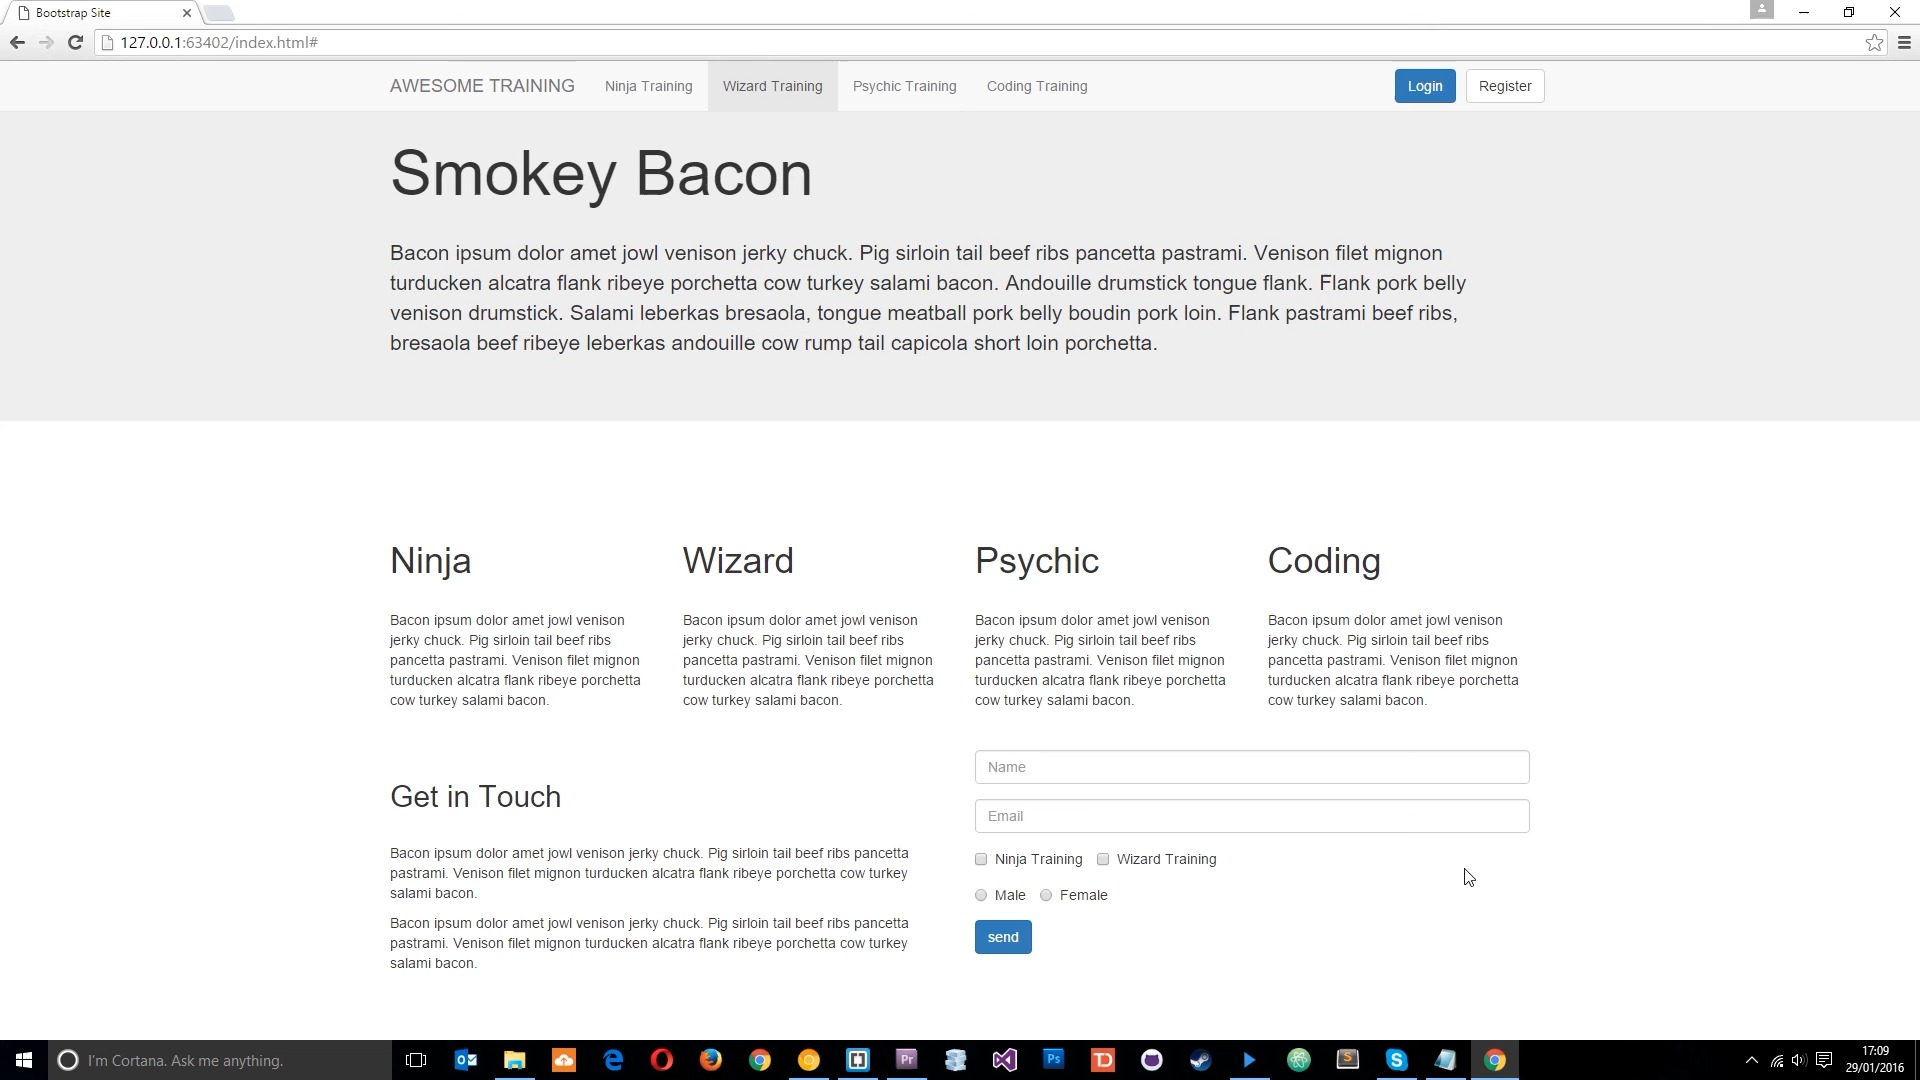 Bootstrap Site
127.0.0.1:63402/index.html#
AWESOME TRAINING Ninja Training Wizard Training Psychic Training Coding Training Login Register
Smokey Bacon
Bacon ipsum dolor amet jowl venison jerky chuck. Pig sirloin tail beef ribs pancetta pastrami. Venison filet mignon
turducken alcatra flank ribeye porchetta cow turkey salami bacon. Andouille drumstick tongue flank. Flank pork belly
venison drumstick. Salami leberkas bresaola, tongue meatball pork belly boudin pork loin. Flank pastrami beef ribs,
bresaola beef ribeye leberkas andouille cow rump tail capicola short loin porchetta.
Ninja
Bacon ipsum dolor amet jowl venison
jerky chuck. Pig sirloin tail beef ribs
pancetta pastrami. Venison filet mignon
turducken alcatra flank ribeye porchetta
cow turkey salami bacon.
Wizard
Bacon ipsum dolor amet jowl venison
jerky chuck. Pig sirloin tail beef ribs
pancetta pastrami. Venison filet mignon
turducken alcatra flank ribeye porchetta
cow turkey salami bacon.
Psychic
Bacon ipsum dolor amet jowl venison
jerky chuck. Pig sirloin tail beef ribs
pancetta pastrami. Venison filet mignon
turducken alcatra flank ribeye porchetta
cow turkey salami bacon.
Coding
Bacon ipsum dolor amet jowl venison
jerky chuck. Pig sirloin tail beef ribs
pancetta pastrami. Venison filet mignon
turducken alcatra flank ribeye porchetta
cow turkey salami bacon.
Get in Touch
Bacon ipsum dolor amet jowl venison jerky chuck. Pig sirloin tail beef ribs pancetta
pastrami. Venison filet mignon turducken alcatra flank ribeye porchetta cow turkey
salami bacon.
Bacon ipsum dolor amet jowl venison jerky chuck. Pig sirloin tail beef ribs pancetta
pastrami. Venison filet mignon turducken alcatra flank ribeye porchetta cow turkey
salami bacon.
Name
Email
Ninja Training Wizard Training
Male Female
send
I'm Cortana. Ask me anything.
Pr
Ps
17:09
29/01/2016